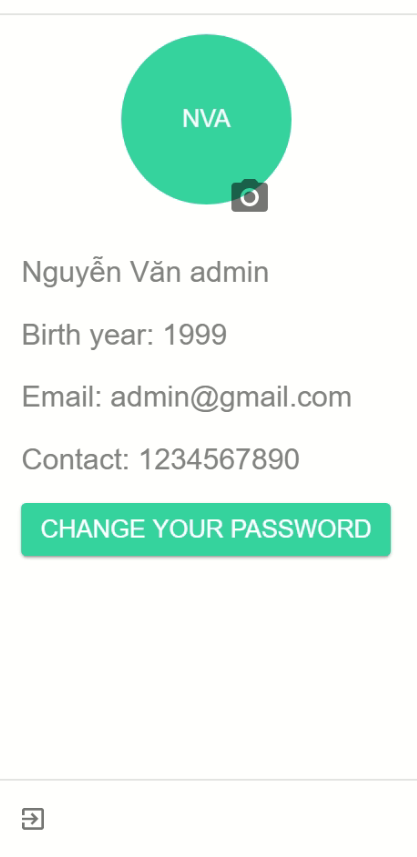 NVA
Nguyễn Văn admin
Birth year: 1999
Email: admin@gmail.com
Contact: 1234567890
CHANGE YOUR PASSWORD